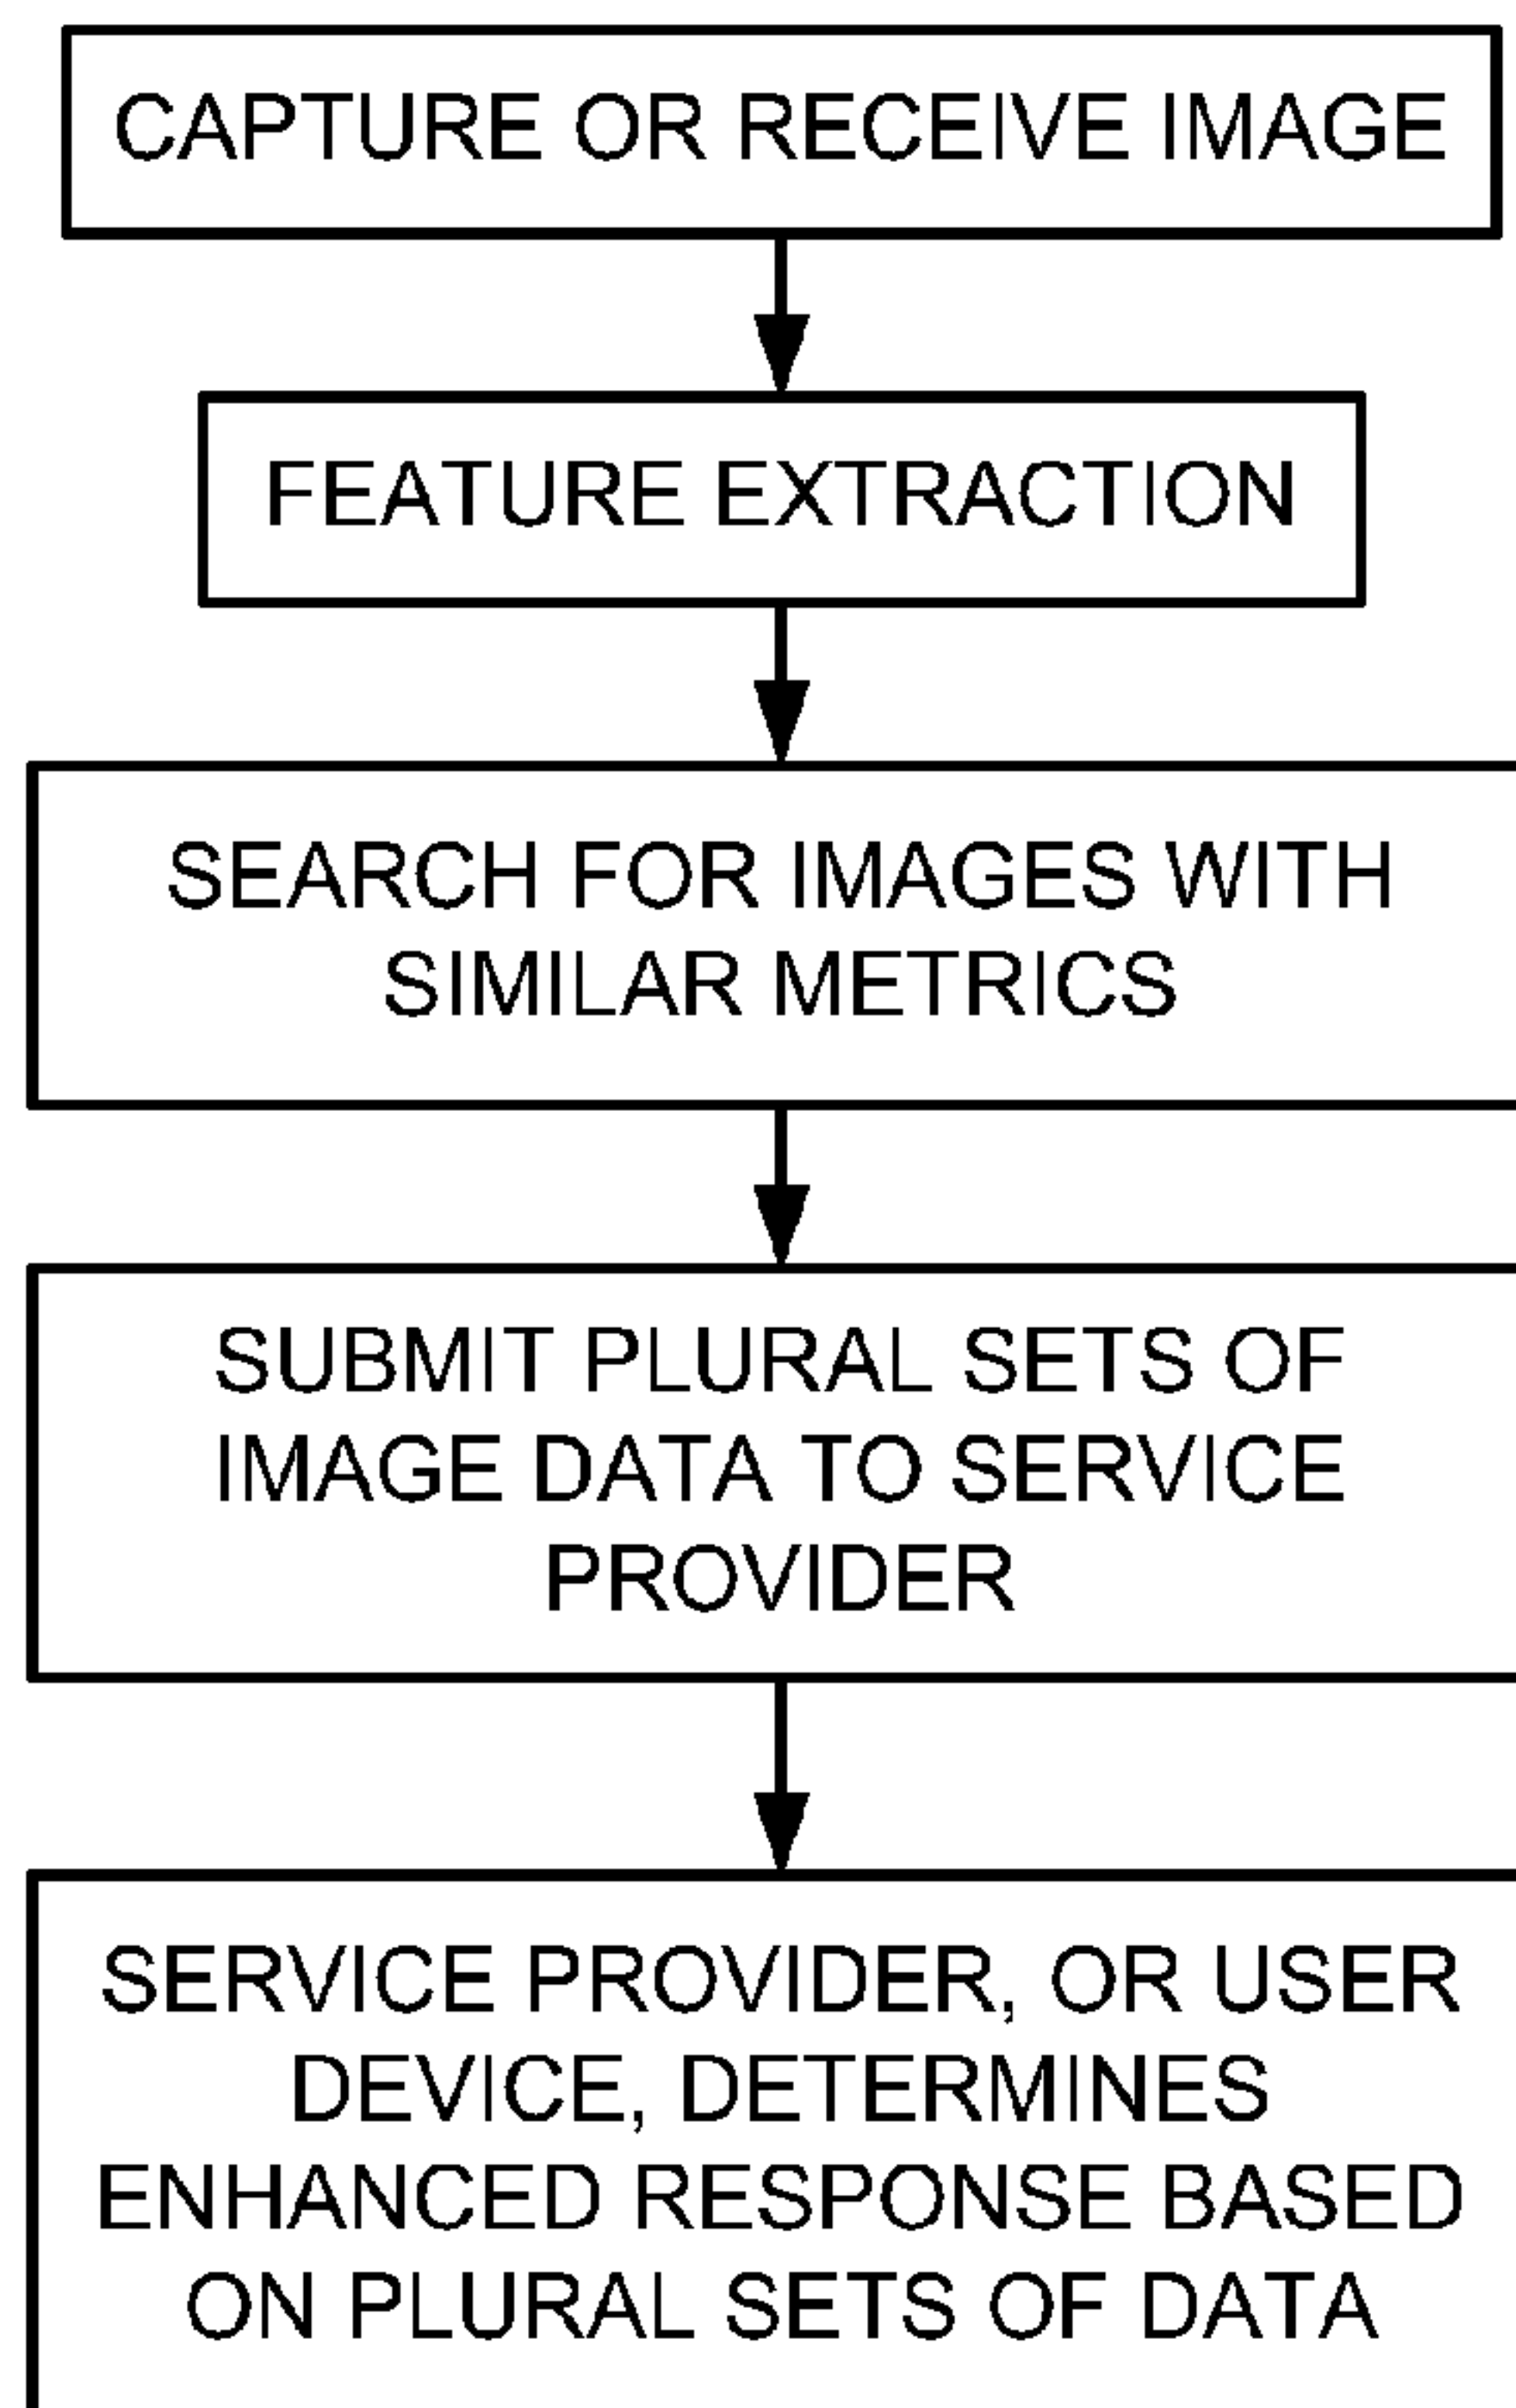 CAPTURE OR RECEIVE IMAGE
FEATURE EXTRACTION
SEARCH FOR IMAGES WITH
SIMILAR METRICS
SUBMIT PLURAL SETS OF
IMAGE DATA TO SERVICE
PROVIDER
SERVICE PROVIDER, OR USER
DEVICE, DETERMINES
ENHANCED RESPONSE BASED
ON PLURAL SETS OF DATA